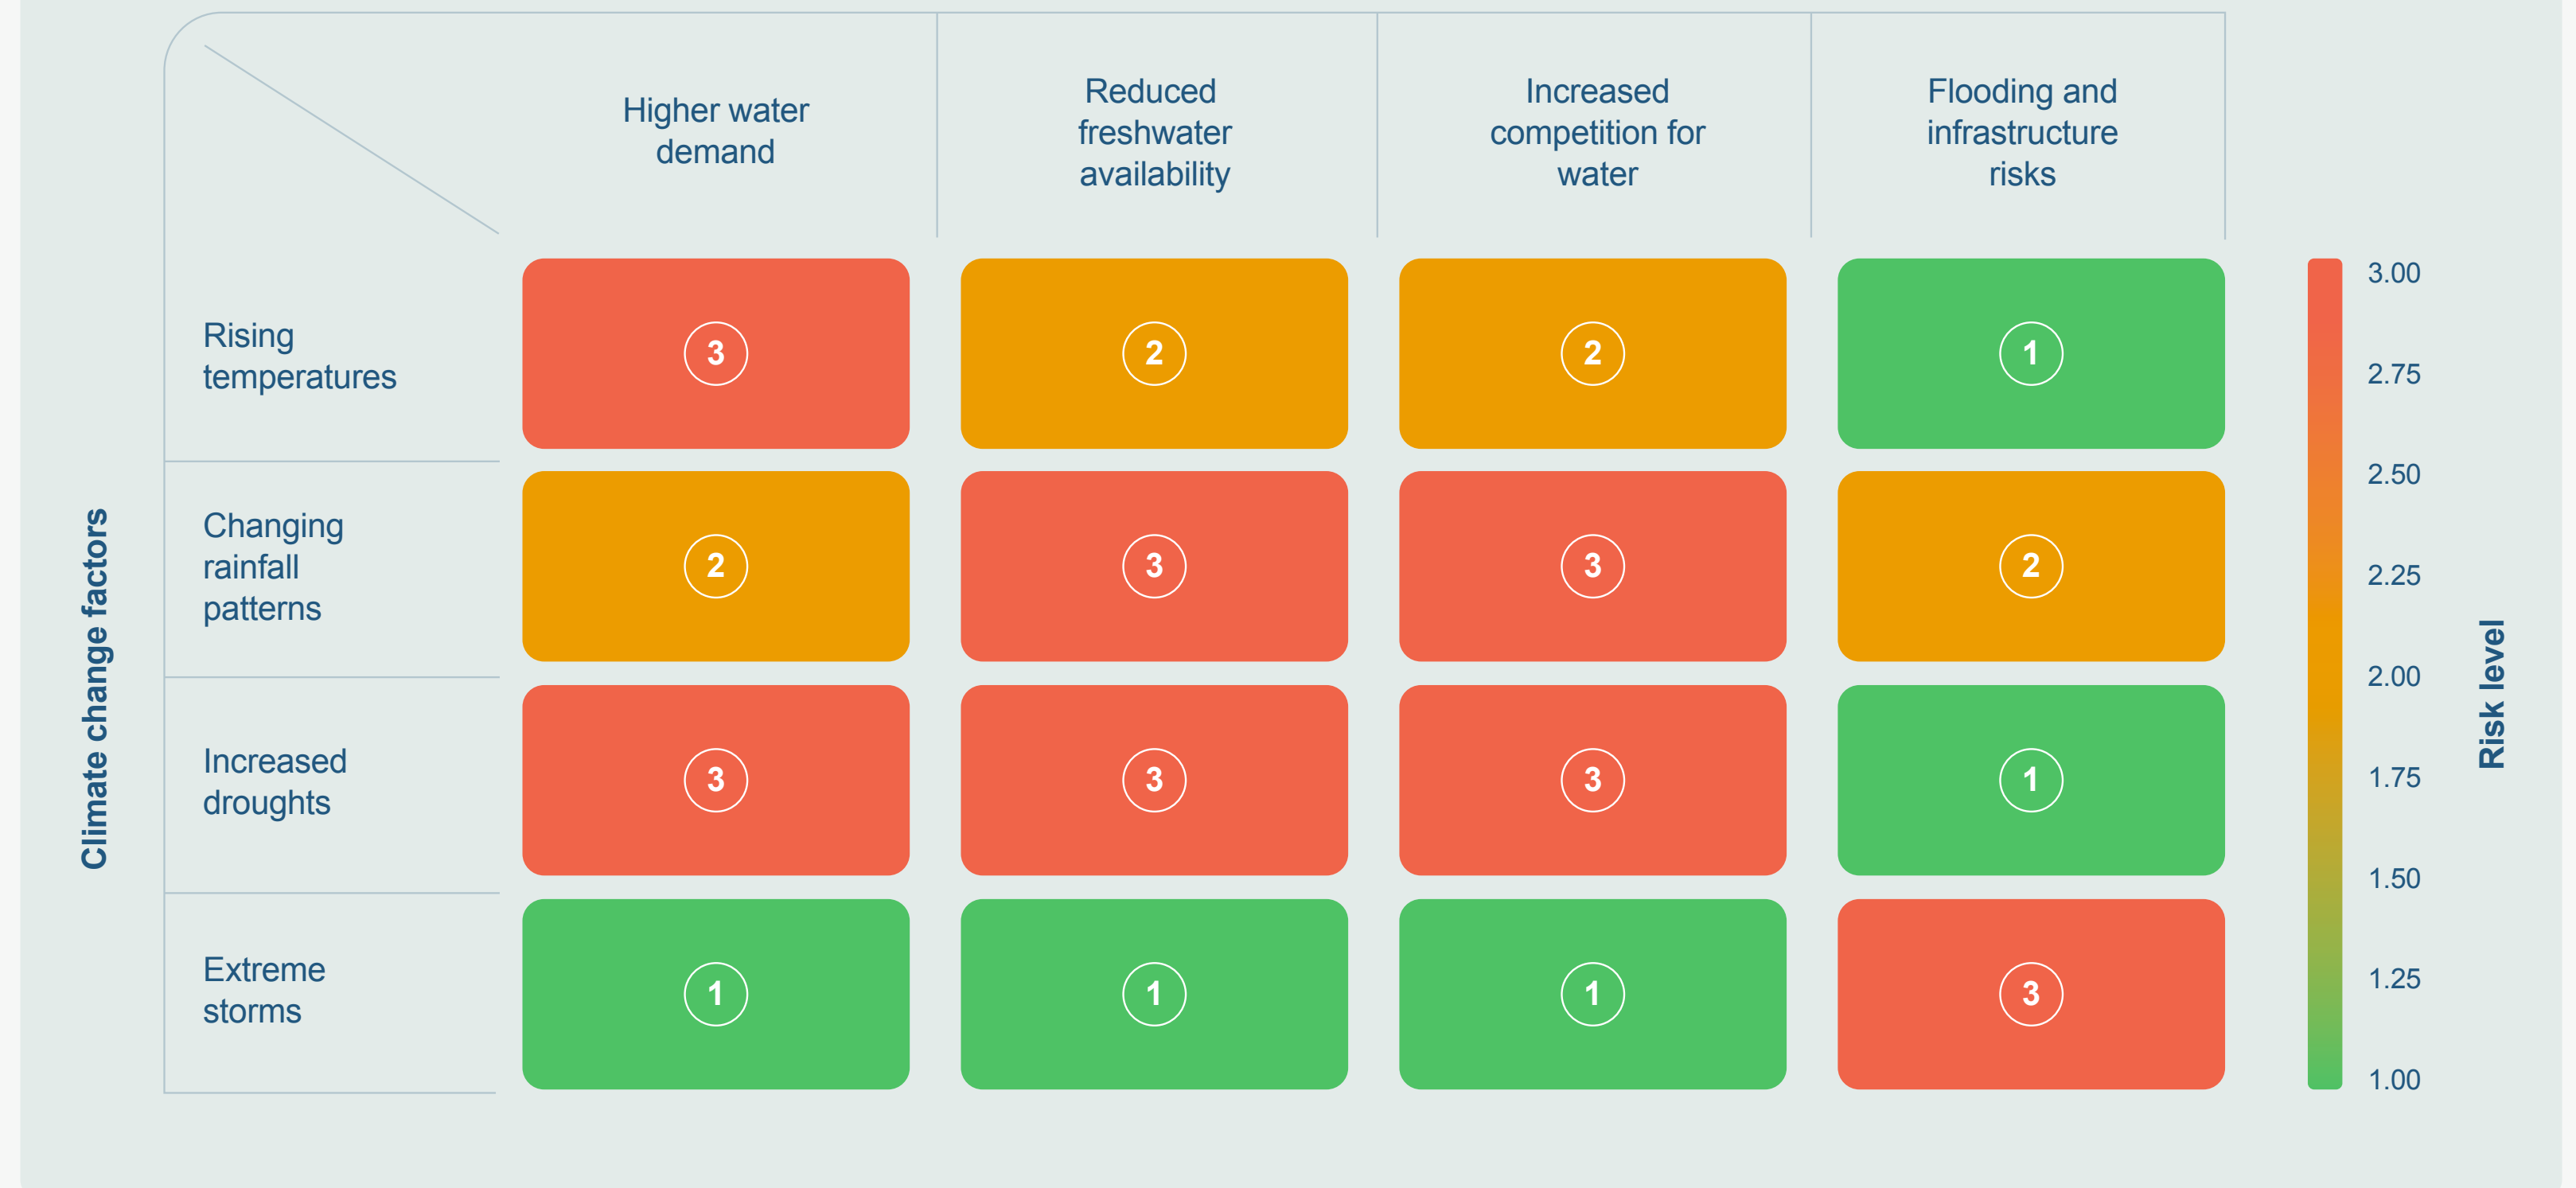 Higher water
demand
Reduced
freshwater
availability
Increased
competition for
water
Flooding and
infrastructure
risks
Climate change factors
Rising
temperatures
3
2
2
1
Changing
rainfall
patterns
2
3
3
2
Increased
droughts
3
3
3
1
Extreme
storms
1
1
1
3
3.00
2.75
2.50
2.25
2.00
1.75
1.50
1.25
1.00
Risk level